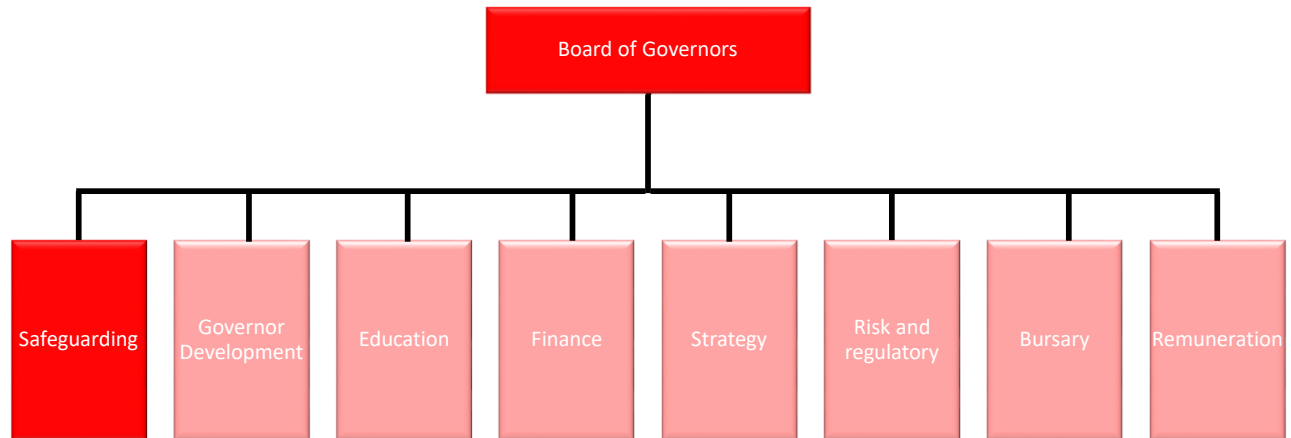 Board of Governors
Safeguarding
Governor
Development
Education
Finance
Strategy
Risk and
regulatory
Bursary
Remuneration